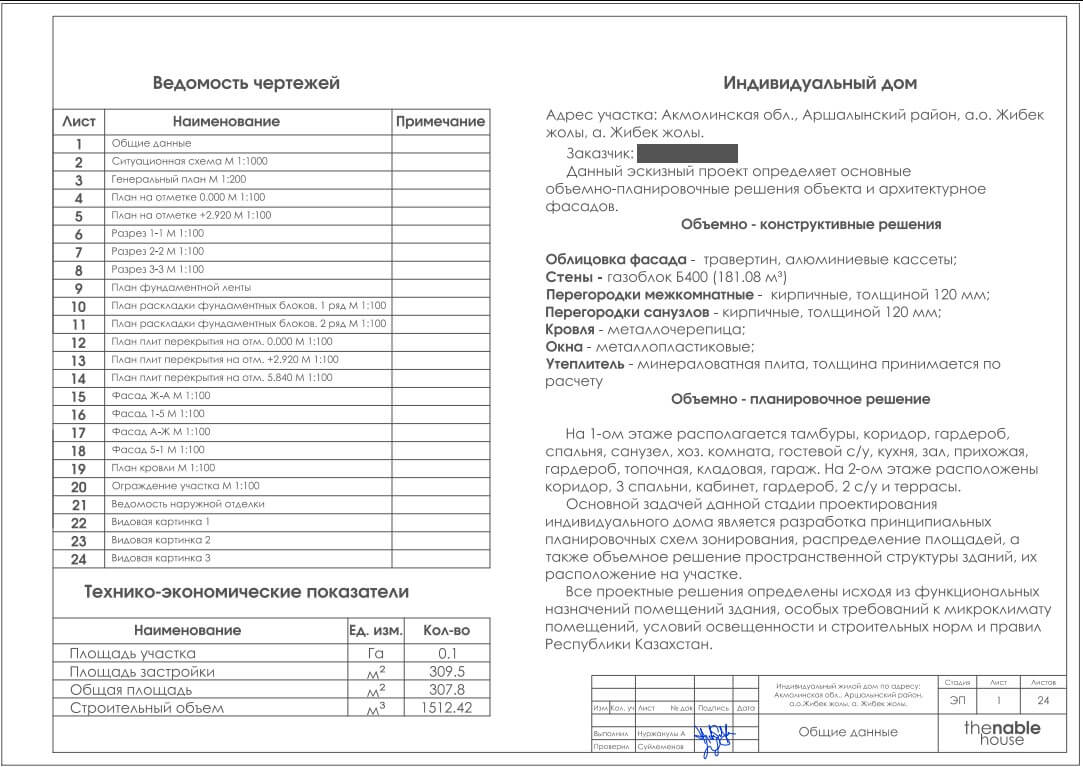 Ведомость чертежей
Лист Наименование Примечание
1 Общие данные
2 Ситуационная схема М 1:1000
3 Генеральный план М 1:200
4 План на отметке 0.000 М 1:100
5 План на отметке +2.920 М 1:100
6 Разрез 1-1 М 1:100
7 Разрез 2-2 М 1:100
8 Разрез 3-3 М 1:100
9 План фундаментной ленты
10 План раскладки фундаментных блоков. 1 ряд М 1:100
11 План раскладки фундаментных блоков. 2 ряд М 1:100
12 План плит перекрытия на отм. 0.000 М 1:100
13 План плит перекрытия на отм. +2.920 М 1:100
14 План плит перекрытия на отм. 5.840 М 1:100
15 Фасад Ж-А М 1:100
16 Фасад 1-5 М 1:100
17 Фасад А-Ж М 1:100
18 Фасад 5-1 М 1:100
19 План кровли М 1:100
20 Ограждение участка М 1:100
21 Ведомость наружной отделки
22 Видовая картинка 1
23 Видовая картинка 2
24 Видовая картинка 3
Технико-экономические показатели
Наименование Ед. изм. Кол-во
Площадь участка Га 0.1
Площадь застройки м² 309.5
Общая площадь м² 307.8
Строительный объем м³ 1512.42
Индивидуальный дом
Адрес участка: Акмолинская обл., Аршалынский район, а.о. Жибек
жолы, а. Жибек жолы.
Заказчик:
Данный эскизный проект определяет основные
объемно-планировочные решения объекта и архитектурное
фасадов.
Объемно - конструктивные решения
Облицовка фасада - травертин, алюминиевые кассеты;
Стены - газоблок Б400 (181.08 м³)
Перегородки межкомнатные - кирпичные, толщиной 120 мм;
Перегородки санузлов - кирпичные, толщиной 120 мм;
Кровля - металлочерепица;
Окна - металлопластиковые;
Утеплитель - минераловатная плита, толщина принимается по
расчету
Объемно - планировочное решение
На 1-ом этаже располагается тамбуры, коридор, гардероб,
спальня, санузел, хоз. комната, гостевой с/у, кухня, зал, прихожая,
гардероб, топочная, кладовая, гараж. На 2-ом этаже расположены
коридор, 3 спальни, кабинет, гардероб, 2 с/у и террасы.
Основной задачей данной стадии проектирования
индивидуального дома является разработка принципиальных
планировочных схем зонирования, распределение площадей, а
также объемное решение пространственной структуры зданий, их
расположение на участке.
Все проектные решения определены исходя из функциональных
назначений помещений здания, особых требований к микроклимату
помещений, условий освещенности и строительных норм и правил
Республики Казахстан.
Изм Кол. уч Лист № док Подпись Дата
Выполнил Нуржанулы А
Проверил Сулейменов
Индивидуальный жилой дом по адресу:
Акмолинская обл., Аршалынский район,
а.о.Жибек жолы, а. Жибек жолы.
Общие данные
Стадия Лист Листов
ЭП 1 24
thenable
house